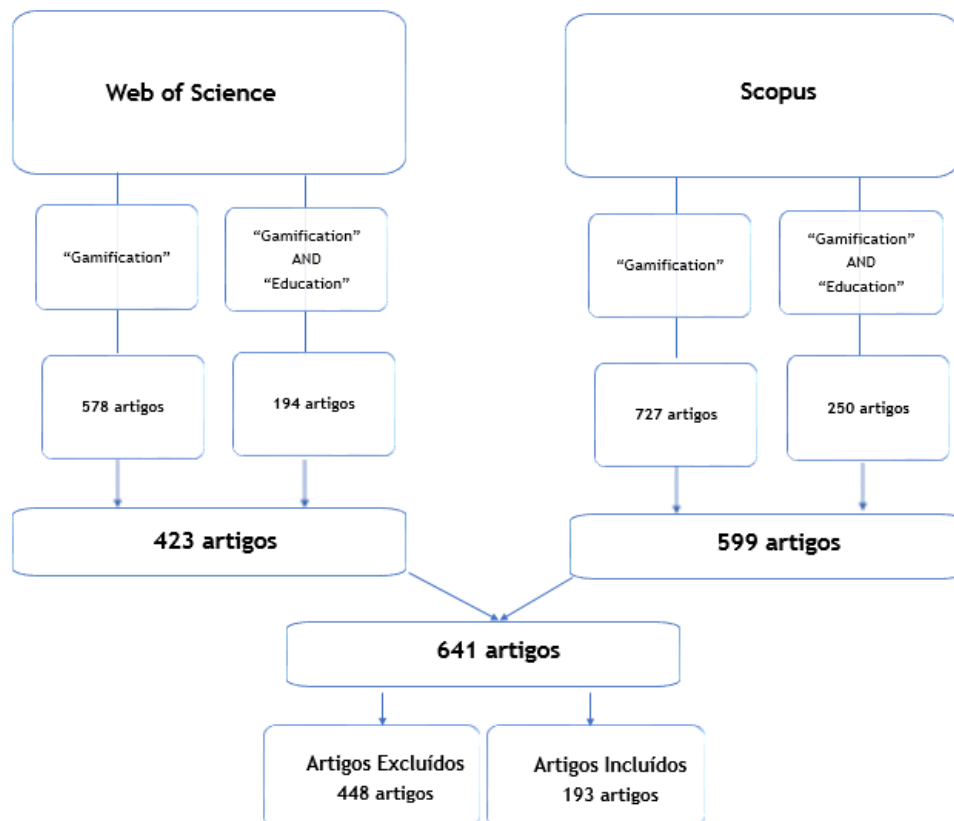 Web of Science
Scopus
“Gamification”
“Gamification”
AND
“Education”
“Gamification”
“Gamification”
AND
“Education”
578 artigos
194 artigos
727 artigos
250 artigos
423 artigos
599 artigos
641 artigos
Artigos Excluídos
448 artigos
Artigos Incluídos
193 artigos